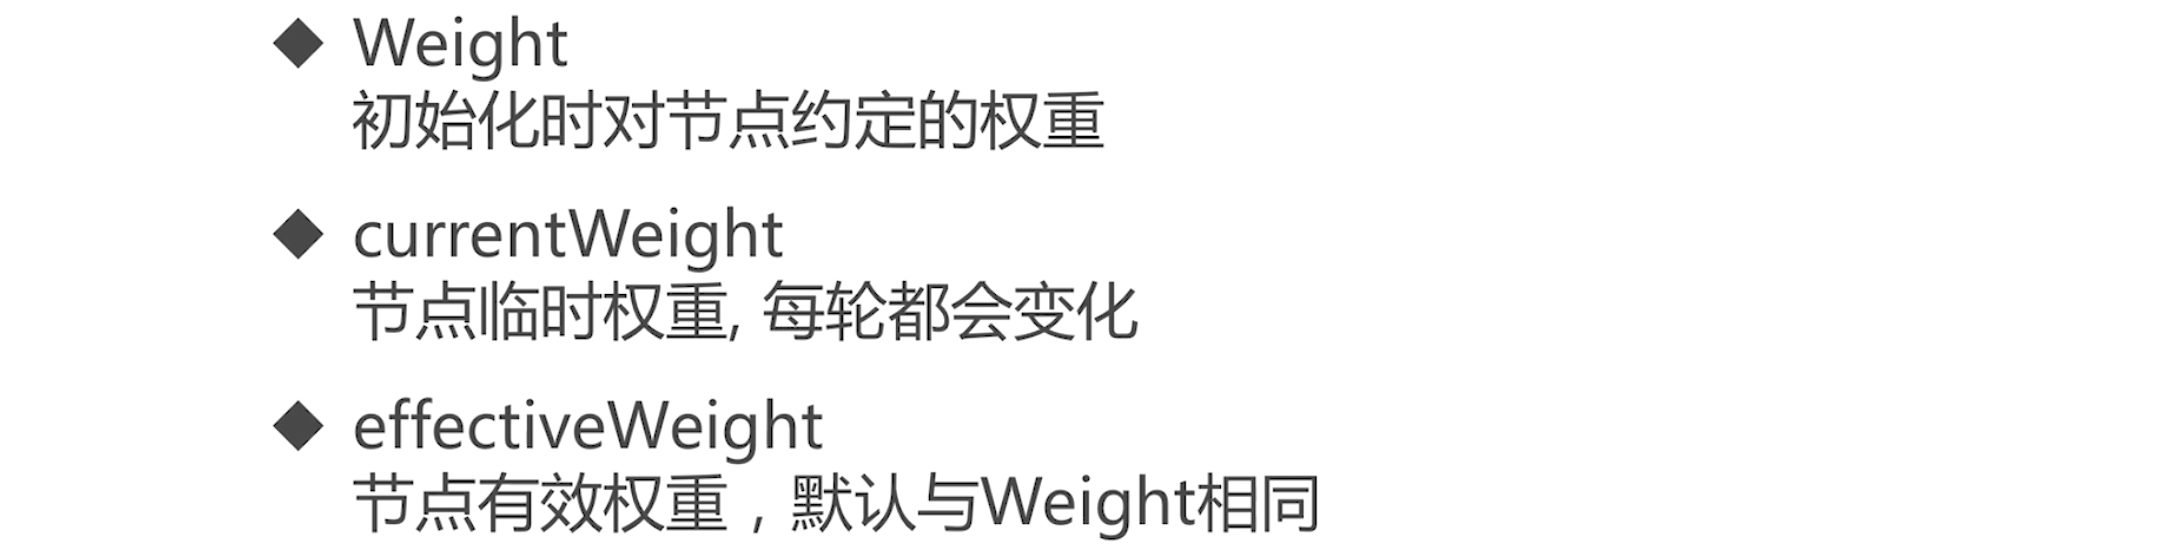 ◆ Weight
初始化时对节点约定的权重
◆ currentWeight
节点临时权重, 每轮都会变化
◆ effectiveWeight
节点有效权重，默认与Weight相同